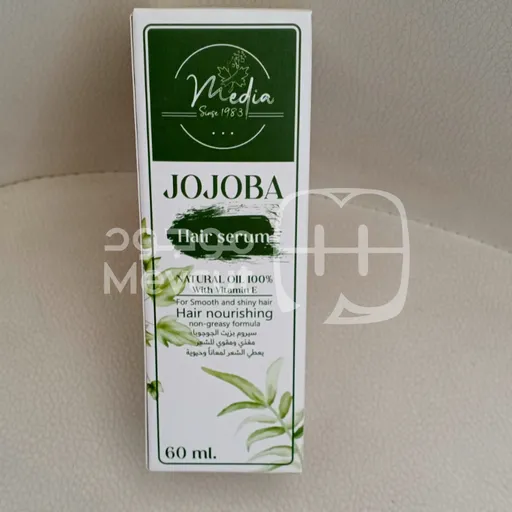 Media
Since 1983
JOJOBA
Hair serum
NATURAL OIL 100%
With Vitamin E
For Smooth and shiny hair
Hair nourishing
non-greasy formula
سيروم بزيت الجوجوبا
مغذي ومقوي للشعر
يعطي الشعر لمعاناً وحيوية
60 ml.